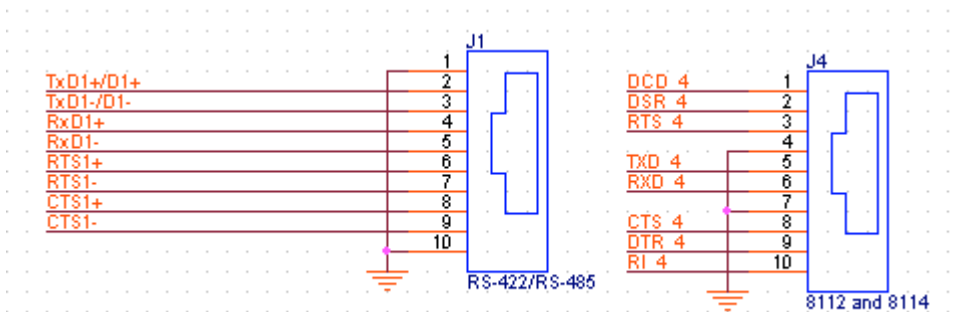 J1
1
TxD1+/D1+ 2
TxD1-/D1- 3
RxD1+ 4
RxD1- 5
RTS1+ 6
RTS1- 7
CTS1+ 8
CTS1- 9
10
RS-422/RS-485
J4
DCD 4 1
DSR 4 2
RTS 4 3
4
TXD 4 5
RXD 4 6
7
CTS 4 8
DTR 4 9
RI 4 10
8112 and 8114